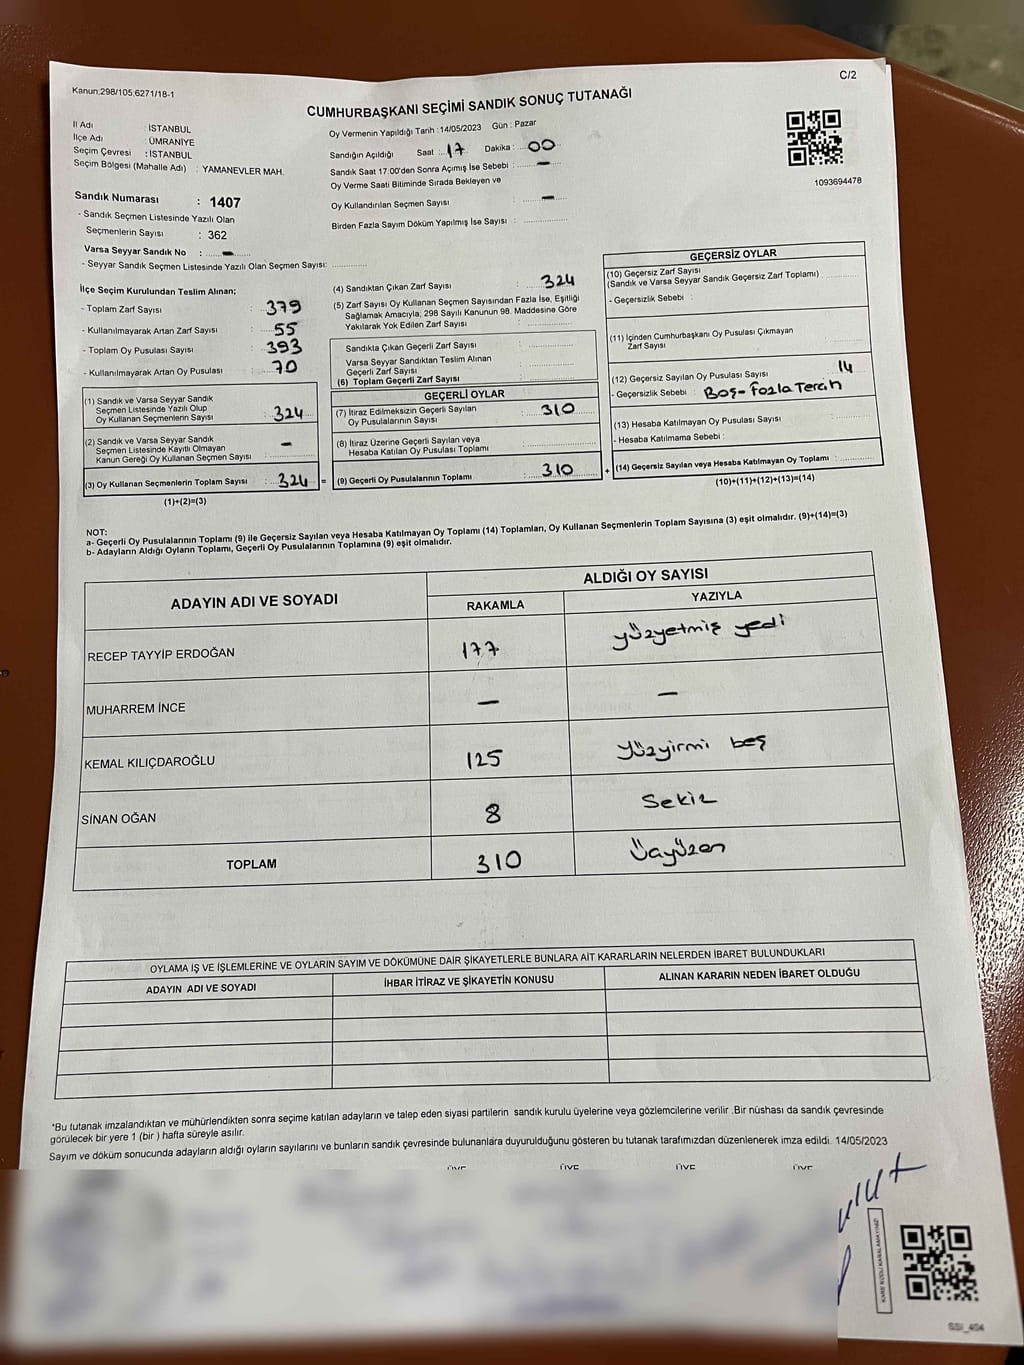 C/2
Kanun:298/105,6271/18-1
CUMHURBAŞKANI SEÇİMİ SANDIK SONUÇ TUTANAĞI
İl Adı : İSTANBUL
İlçe Adı : ÜMRANİYE
Seçim Çevresi : İSTANBUL
Seçim Bölgesi (Mahalle Adı) : YAMANEVLER MAH.
Sandık Numarası : 1407
- Sandık Seçmen Listesinde Yazılı Olan
Seçmenlerin Sayısı : 362
Varsa Seyyar Sandık No : -
- Seyyar Sandık Seçmen Listesinde Yazılı Olan Seçmen Sayısı:
Oy Vermenin Yapıldığı Tarih :14/05/2023 Gün : Pazar
Sandığın Açıldığı Saat : 17 Dakika : 00
Sandık Saat 17:00'den Sonra Açımış İse Sebebi : -
Oy Verme Saati Bitiminde Sırada Bekleyen ve
Oy Kullandırılan Seçmen Sayısı : -
Birden Fazla Sayım Döküm Yapılmış İse Sayısı :
1093694478
İlçe Seçim Kurulundan Teslim Alınan;
- Toplam Zarf Sayısı : 379
- Kullanılmayarak Artan Zarf Sayısı : 55
- Toplam Oy Pusulası Sayısı : 393
- Kullanılmayarak Artan Oy Pusulası : 70
(1) Sandık ve Varsa Seyyar Sandık
Seçmen Listesinde Yazılı Olup
Oy Kullanan Seçmenlerin Sayısı : 324
(2) Sandık ve Varsa Seyyar Sandık
Seçmen Listesinde Kayıtlı Olmayan
Kanun Gereği Oy Kullanan Seçmen Sayısı : -
(3) Oy Kullanan Seçmenlerin Toplam Sayısı : 324 =
(1)+(2)=(3)
(4) Sandıktan Çıkan Zarf Sayısı : 324
(5) Zarf Sayısı Oy Kullanan Seçmen Sayısından Fazla İse, Eşitliği
Sağlamak Amacıyla, 298 Sayılı Kanunun 98. Maddesine Göre
Yakılarak Yok Edilen Zarf Sayısı :
Sandıkta Çıkan Geçerli Zarf Sayısı :
Varsa Seyyar Sandıktan Teslim Alınan
Geçerli Zarf Sayısı :
(6) Toplam Geçerli Zarf Sayısı :
GEÇERLİ OYLAR
(7) İtiraz Edilmeksizin Geçerli Sayılan
Oy Pusulalarının Sayısı : 310
(8) İtiraz Üzerine Geçerli Sayılan veya
Hesaba Katılan Oy Pusulası Toplamı :
(9) Geçerli Oy Pusulalarının Toplamı : 310 +
GEÇERSİZ OYLAR
(10) Geçersiz Zarf Sayısı
(Sandık ve Varsa Seyyar Sandık Geçersiz Zarf Toplamı) :
- Geçersizlik Sebebi :
(11) İçinden Cumhurbaşkanı Oy Pusulası Çıkmayan
Zarf Sayısı
(12) Geçersiz Sayılan Oy Pusulası Sayısı : 14
- Geçersizlik Sebebi : Boş-Fazla Tercih
(13) Hesaba Katılmayan Oy Pusulası Sayısı :
- Hesaba Katılmama Sebebi :
(14) Geçersiz Sayılan veya Hesaba Katılmayan Oy Toplamı :
(10)+(11)+(12)+(13)=(14)
NOT:
a- Geçerli Oy Pusulalarının Toplamı (9) ile Geçersiz Sayılan veya Hesaba Katılmayan Oy Toplamı (14) Toplamları, Oy Kullanan Seçmenlerin Toplam Sayısına (3) eşit olmalıdır. (9)+(14)=(3)
b- Adayların Aldığı Oyların Toplamı, Geçerli Oy Pusulalarının Toplamına (9) eşit olmalıdır.
ADAYIN ADI VE SOYADI ALDIĞI OY SAYISI
RAKAMLA YAZIYLA
RECEP TAYYİP ERDOĞAN 177 yüzyetmiş yedi
MUHARREM İNCE - -
KEMAL KILIÇDAROĞLU 125 yüzyirmi beş
SİNAN OĞAN 8 Sekiz
TOPLAM 310 Üçyüzon
OYLAMA İŞ VE İŞLEMLERİNE VE OYLARIN SAYIM VE DÖKÜMÜNE DAİR ŞİKAYETLERLE BUNLARA AİT KARARLARIN NELERDEN İBARET BULUNDUKLARI
ADAYIN ADI VE SOYADI İHBAR İTİRAZ VE ŞİKAYETİN KONUSU ALINAN KARARIN NEDEN İBARET OLDUĞU
*Bu tutanak imzalandıktan ve mühürlendikten sonra seçime katılan adayların ve talep eden siyasi partilerin sandık kurulu üyelerine veya gözlemcilerine verilir .Bir nüshası da sandık çevresinde
görülecek bir yere 1 (bir ) hafta süreyle asılır.
Sayım ve döküm sonucunda adayların aldığı oyların sayılarını ve bunların sandık çevresinde bulunanlara duyurulduğunu gösteren bu tutanak tarafımızdan düzenlenerek imza edildi. 14/05/2023
ÜYE ÜYE ÜYE ÜYE
KARE KODU KARALAMAYINIZ!
SSI_404